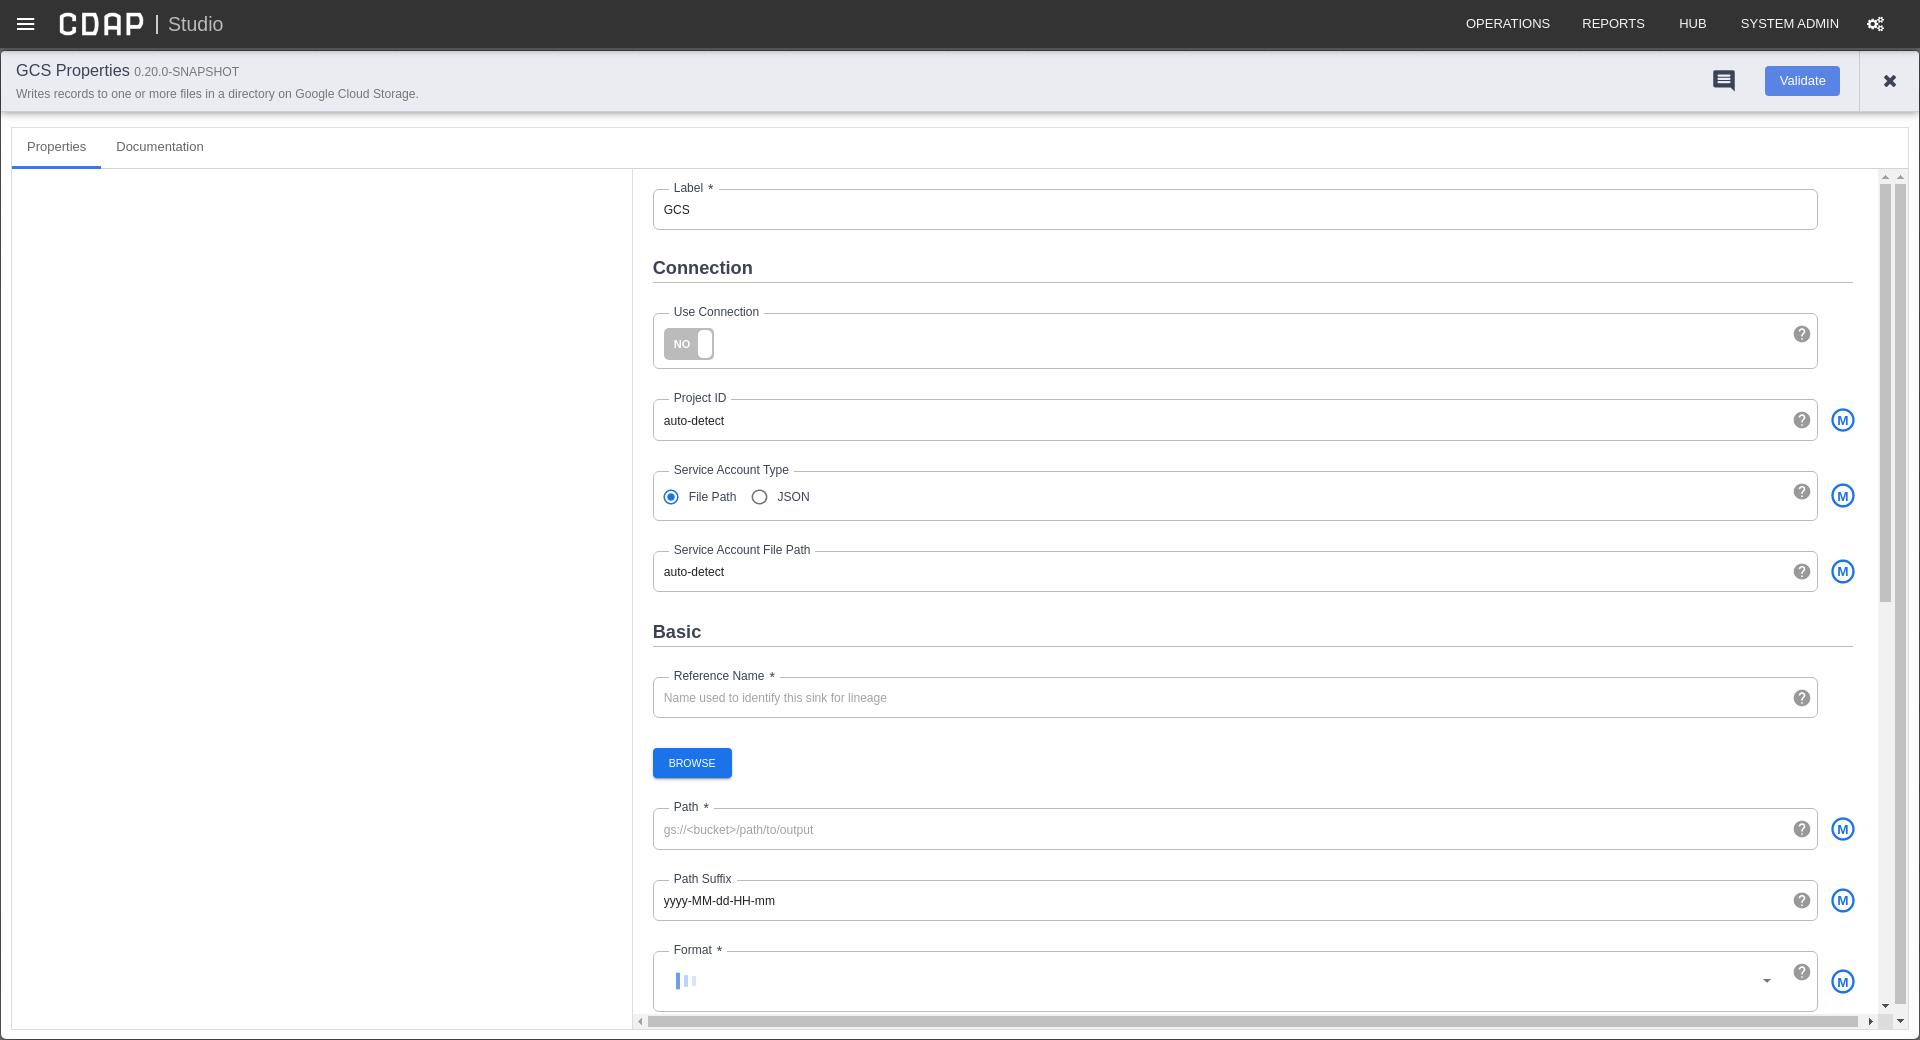 CDAP | Studio
OPERATIONS REPORTS HUB SYSTEM ADMIN
GCS Properties 0.20.0-SNAPSHOT
Writes records to one or more files in a directory on Google Cloud Storage.
Validate
Properties Documentation
Label *
GCS
Connection
Use Connection
NO
Project ID
auto-detect
M
Service Account Type
File Path JSON
M
Service Account File Path
auto-detect
M
Basic
Reference Name *
Name used to identify this sink for lineage
BROWSE
Path *
gs://<bucket>/path/to/output
M
Path Suffix
yyyy-MM-dd-HH-mm
M
Format *
M